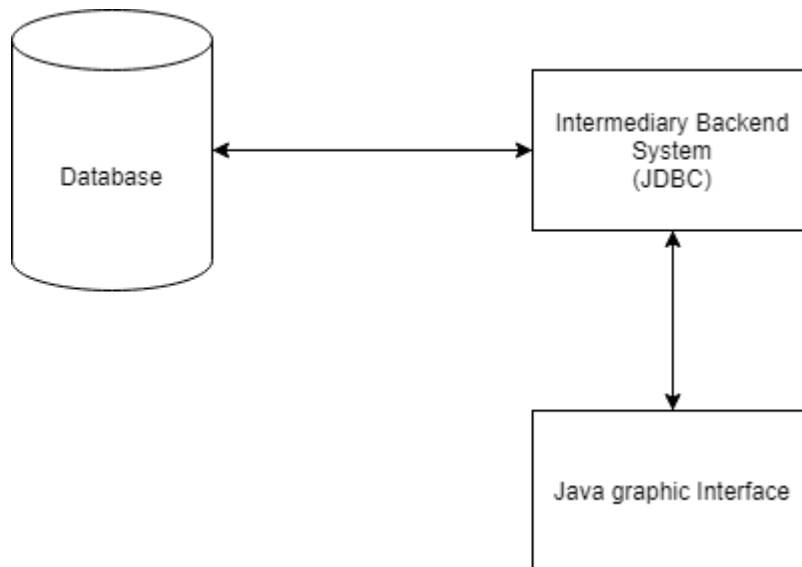 Database
Intermediary Backend
System
(JDBC)
Java graphic Interface